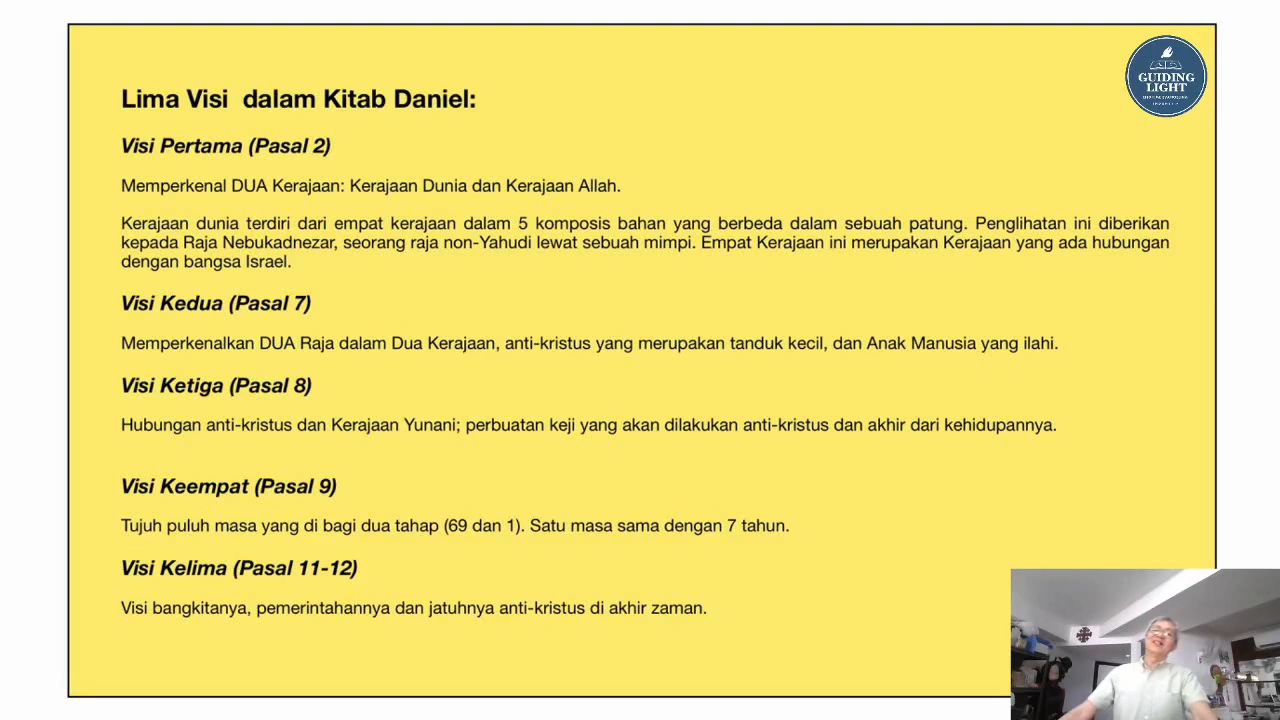 GUIDING
LIGHT
Lima Visi dalam Kitab Daniel:
Visi Pertama (Pasal 2)
Memperkenal DUA Kerajaan: Kerajaan Dunia dan Kerajaan Allah.
Kerajaan dunia terdiri dari empat kerajaan dalam 5 komposis bahan yang berbeda dalam sebuah patung. Penglihatan ini diberikan
kepada Raja Nebukadnezar, seorang raja non-Yahudi lewat sebuah mimpi. Empat Kerajaan ini merupakan Kerajaan yang ada hubungan
dengan bangsa Israel.
Visi Kedua (Pasal 7)
Memperkenalkan DUA Raja dalam Dua Kerajaan, anti-kristus yang merupakan tanduk kecil, dan Anak Manusia yang ilahi.
Visi Ketiga (Pasal 8)
Hubungan anti-kristus dan Kerajaan Yunani; perbuatan keji yang akan dilakukan anti-kristus dan akhir dari kehidupannya.
Visi Keempat (Pasal 9)
Tujuh puluh masa yang di bagi dua tahap (69 dan 1). Satu masa sama dengan 7 tahun.
Visi Kelima (Pasal 11-12)
Visi bangkitanya, pemerintahannya dan jatuhnya anti-kristus di akhir zaman.